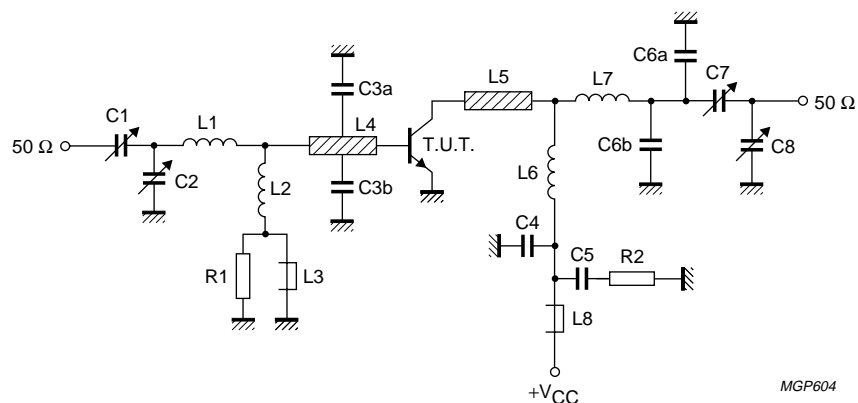 C6a
C7
L5
L7
C3a
C1
L1
L4
50 Ω
50 Ω
T.U.T.
C6b
C8
C2
L2
C3b
L6
C4
C5
R2
R1
L3
L8
+VCC
MGP604